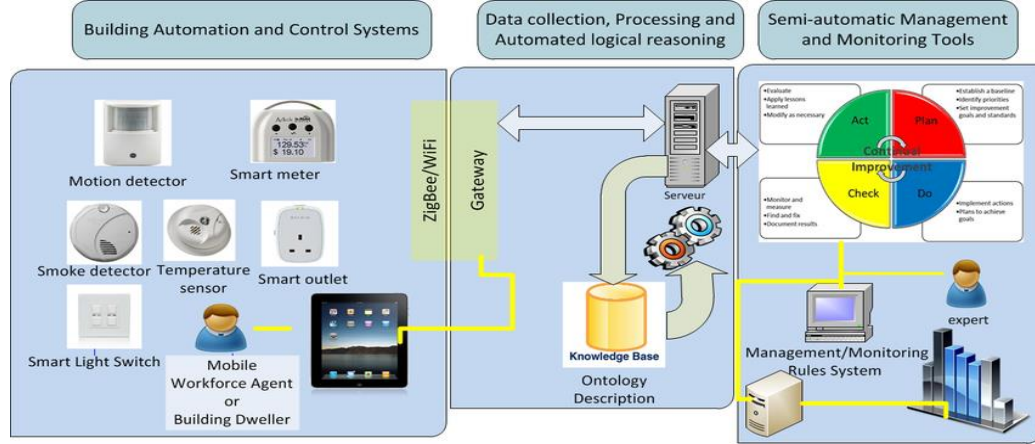 Building Automation and Control Systems
Data collection, Processing and
Automated logical reasoning
Semi-automatic Management
and Monitoring Tools
Motion detector
129.53
$ 19.10
Smart meter
Smoke detector
Temperature
sensor
Smart outlet
Smart Light Switch
Mobile
Workforce Agent
or
Building Dweller
ZigBee/WiFi
Gateway
Serveur
Knowledge Base
Ontology
Description
•Evaluate
•Apply lessons
learned
•Modify as necessary
•Establish a baseline
•Identify priorities
•Set improvement
goals and standards
Act
Plan
Continual
Improvement
Check
Do
•Monitor and
measure
•Find and fix
•Document results
•Implement actions
•Plans to achieve
goals
expert
Management/Monitoring
Rules System